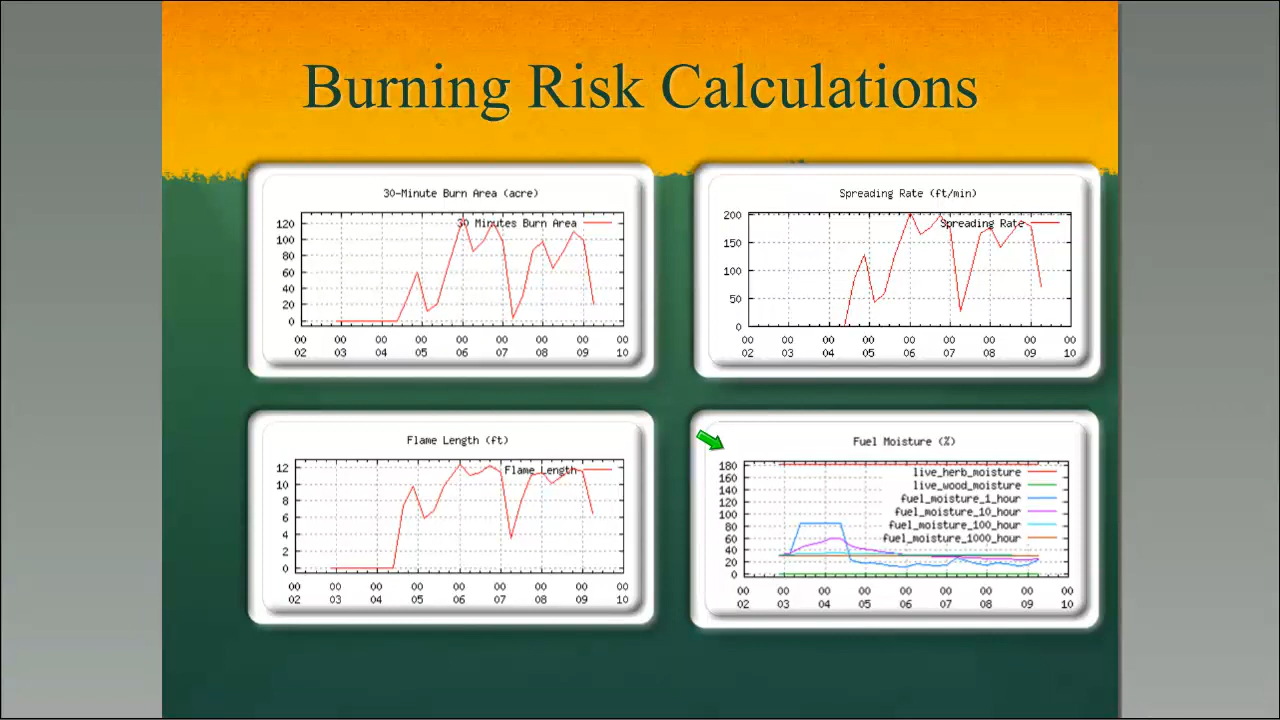 Burning Risk Calculations
30-Minute Burn Area (acre)
30 Minutes Burn Area
120
100
80
60
40
20
0
00 00 00 00 00 00 00 00 00
02 03 04 05 06 07 08 09 10
Spreading Rate (ft/min)
Spreading Rate
200
150
100
50
0
00 00 00 00 00 00 00 00 00
02 03 04 05 06 07 08 09 10
Flame Length (ft)
Flame Length
12
10
8
6
4
2
0
00 00 00 00 00 00 00 00 00
02 03 04 05 06 07 08 09 10
Fuel Moisture (%)
180
160
140
120
100
80
60
40
20
0
live_herb_moisture
live_wood_moisture
fuel_moisture_1_hour
fuel_moisture_10_hour
fuel_moisture_100_hour
fuel_moisture_1000_hour
00 00 00 00 00 00 00 00 00
02 03 04 05 06 07 08 09 10